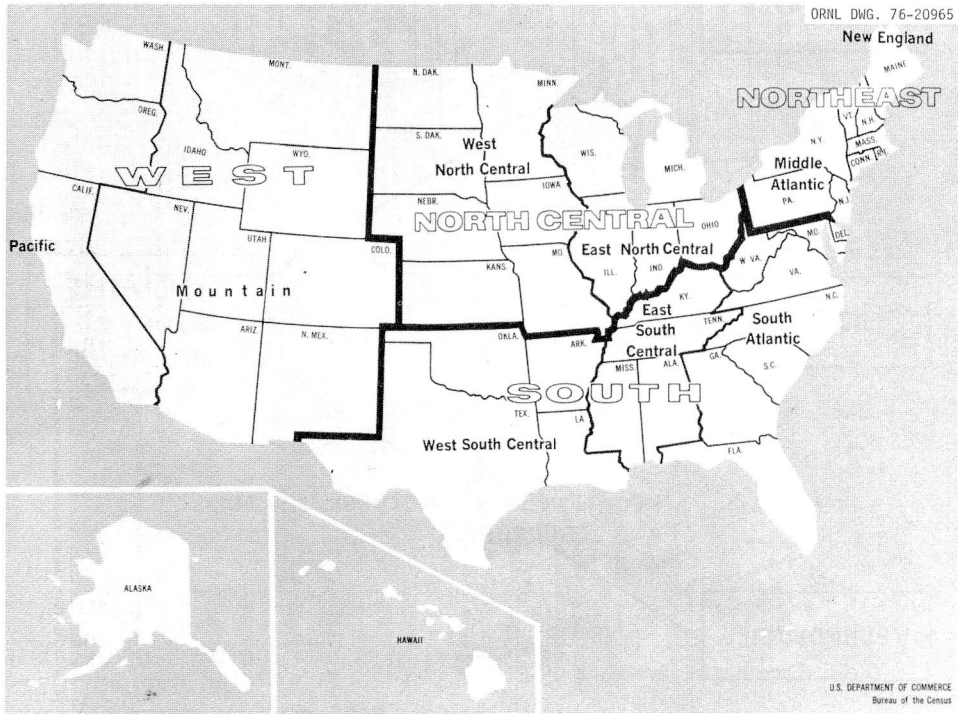 ORNL DWG. 76-20965
New England
WASH.
MONT.
N. DAK.
MINN.
MAINE
NORTHEAST
OREG.
IDAHO
WYO.
S. DAK.
WIS.
MICH.
N.Y.
VT.
N.H.
MASS.
CONN.
R.I.
West
North Central
Middle
Atlantic
WEST
CALIF.
NEV.
NEBR.
IOWA
PA.
N.J.
NORTH CENTRAL
OHIO
Pacific
UTAH
COLO.
KANS.
MO.
ILL.
IND.
East North Central
W. VA.
MD.
DEL.
VA.
Mountain
KY.
N.C.
ARIZ.
N. MEX.
OKLA.
ARK.
East
South
Central
TENN.
South
Atlantic
MISS.
ALA.
GA.
S.C.
SOUTH
TEX.
LA.
West South Central
FLA.
ALASKA
HAWAII
U.S. DEPARTMENT OF COMMERCE
Bureau of the Census